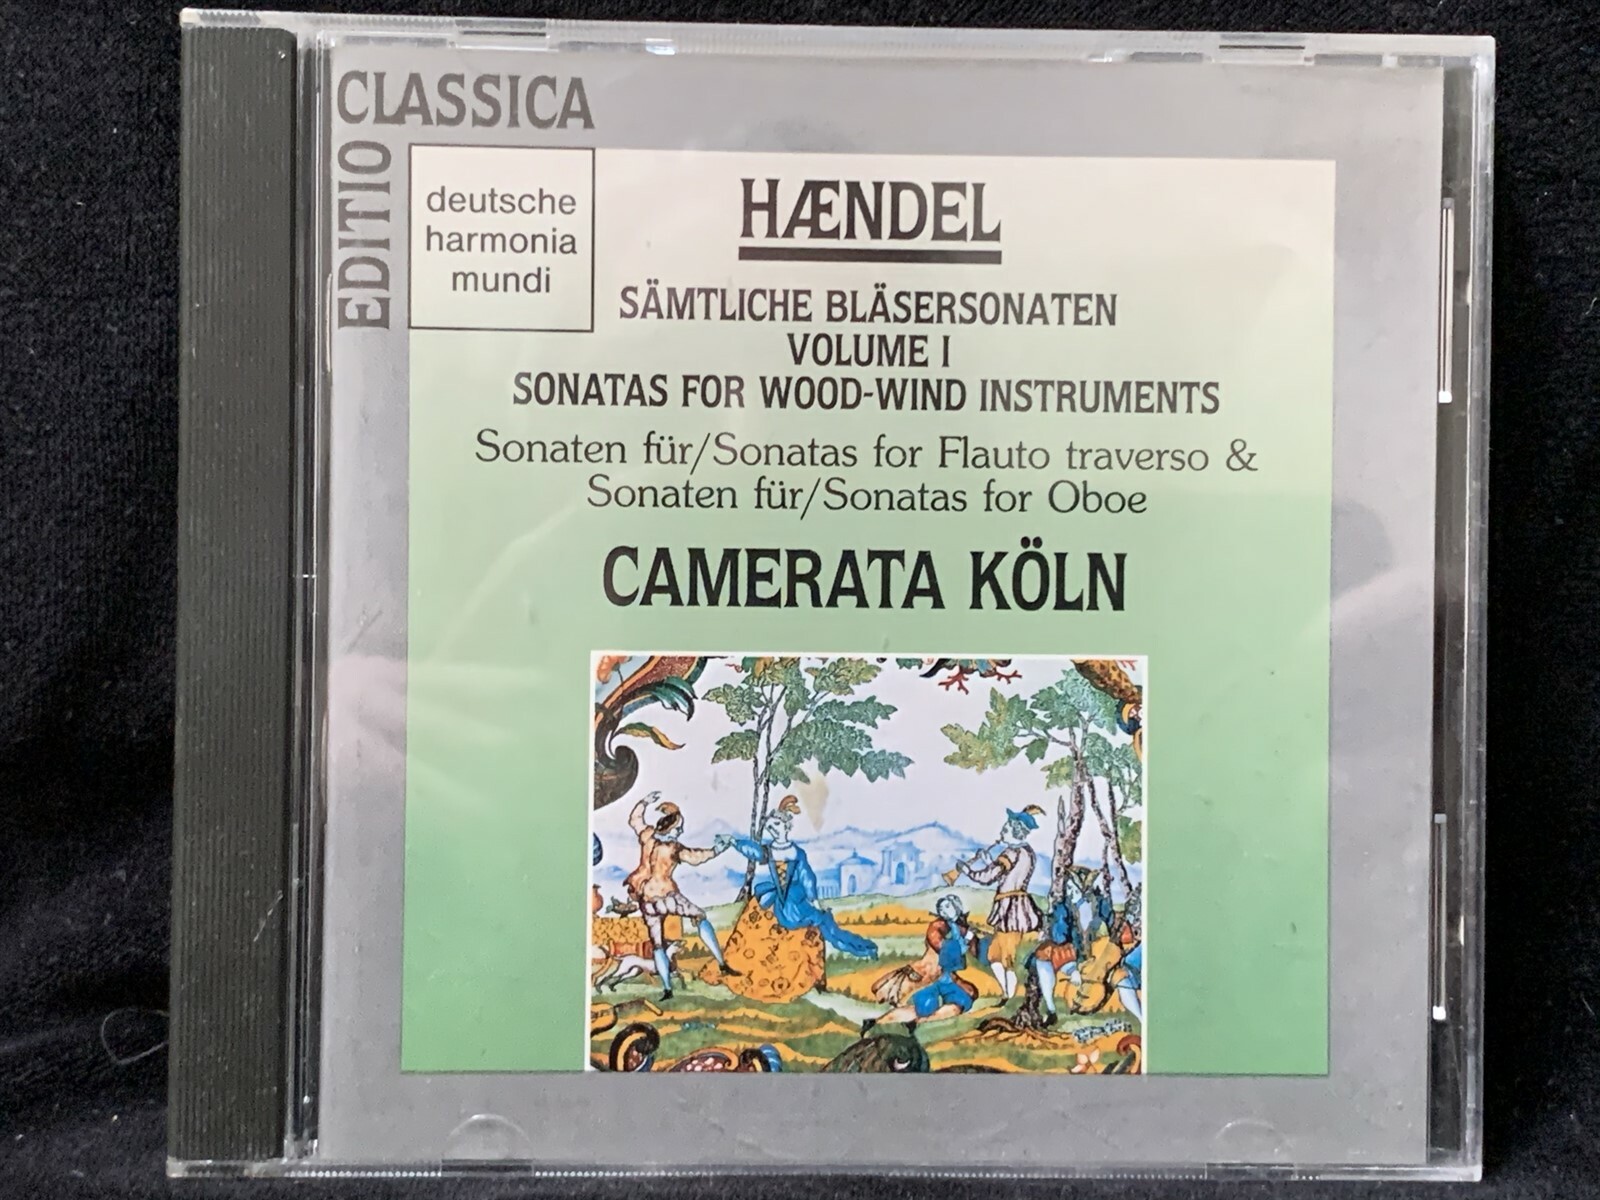 CLASSICA
EDITIO
deutsche
harmonia
mundi
HÆNDEL
SÄMTLICHE BLÄSERSONATEN
VOLUME I
SONATAS FOR WOOD-WIND INSTRUMENTS
Sonaten für/Sonatas for Flauto traverso &
Sonaten für/Sonatas for Oboe
CAMERATA KÖLN